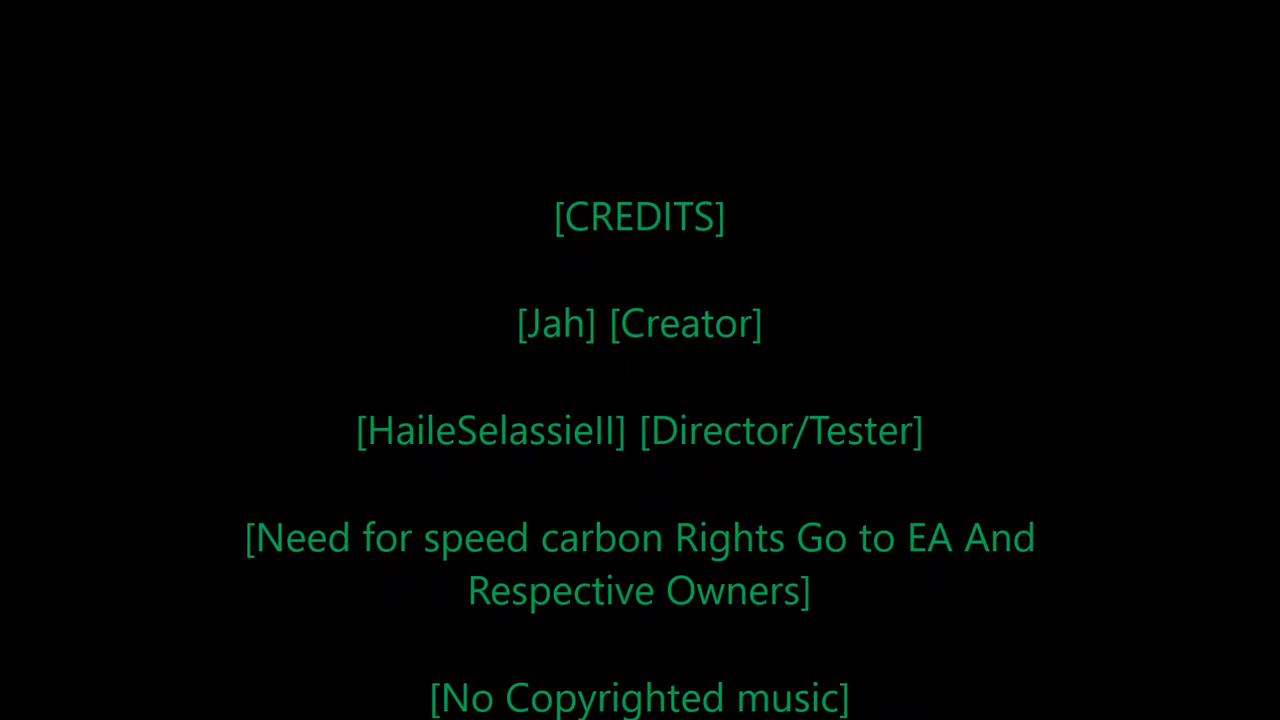 [CREDITS]
[Jah] [Creator]
[HaileSelassieII] [Director/Tester]
[Need for speed carbon Rights Go to EA And
Respective Owners]
[No Copyrighted music]